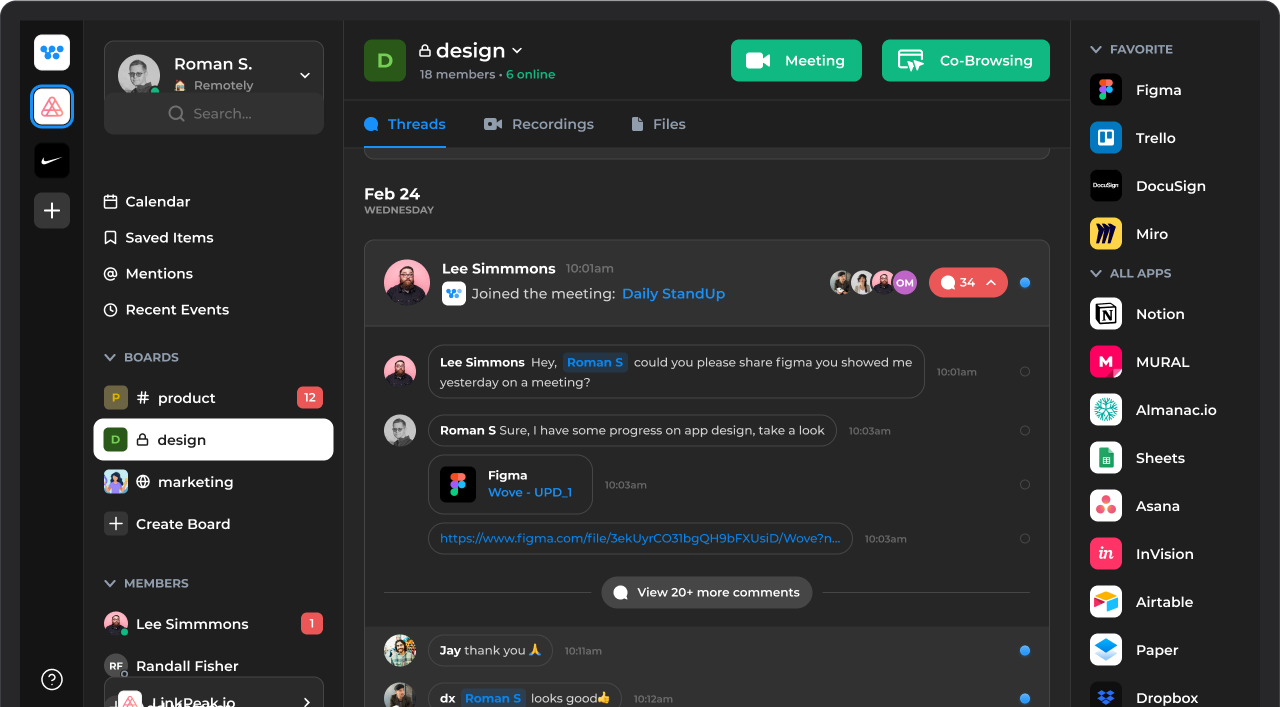 Roman S.
🏠 Remotely
Search...
Calendar
Saved Items
@ Mentions
Recent Events
BOARDS
P # product 12
D design
marketing
+ Create Board
MEMBERS
Lee Simmmons 1
RF Randall Fisher
LinkPeak.io
?
D design
18 members • 6 online
Meeting
Co-Browsing
Threads
Recordings
Files
Feb 24
WEDNESDAY
Lee Simmmons 10:01am
Joined the meeting: Daily StandUp
OM 34
Lee Simmons Hey, Roman S could you please share figma you showed me
yesterday on a meeting?
10:01am
Roman S Sure, I have some progress on app design, take a look 10:03am
Figma
Wove - UPD_1
10:03am
https://www.figma.com/file/3ekUyrCO31bgQH9bFXUsiD/Wove?n... 10:03am
View 20+ more comments
Jay thank you🙏 10:11am
dx Roman S looks good👍 10:12am
FAVORITE
Figma
Trello
DocuSign DocuSign
Miro
ALL APPS
N Notion
M MURAL
Almanac.io
Sheets
Asana
in InVision
Airtable
Paper
Dropbox